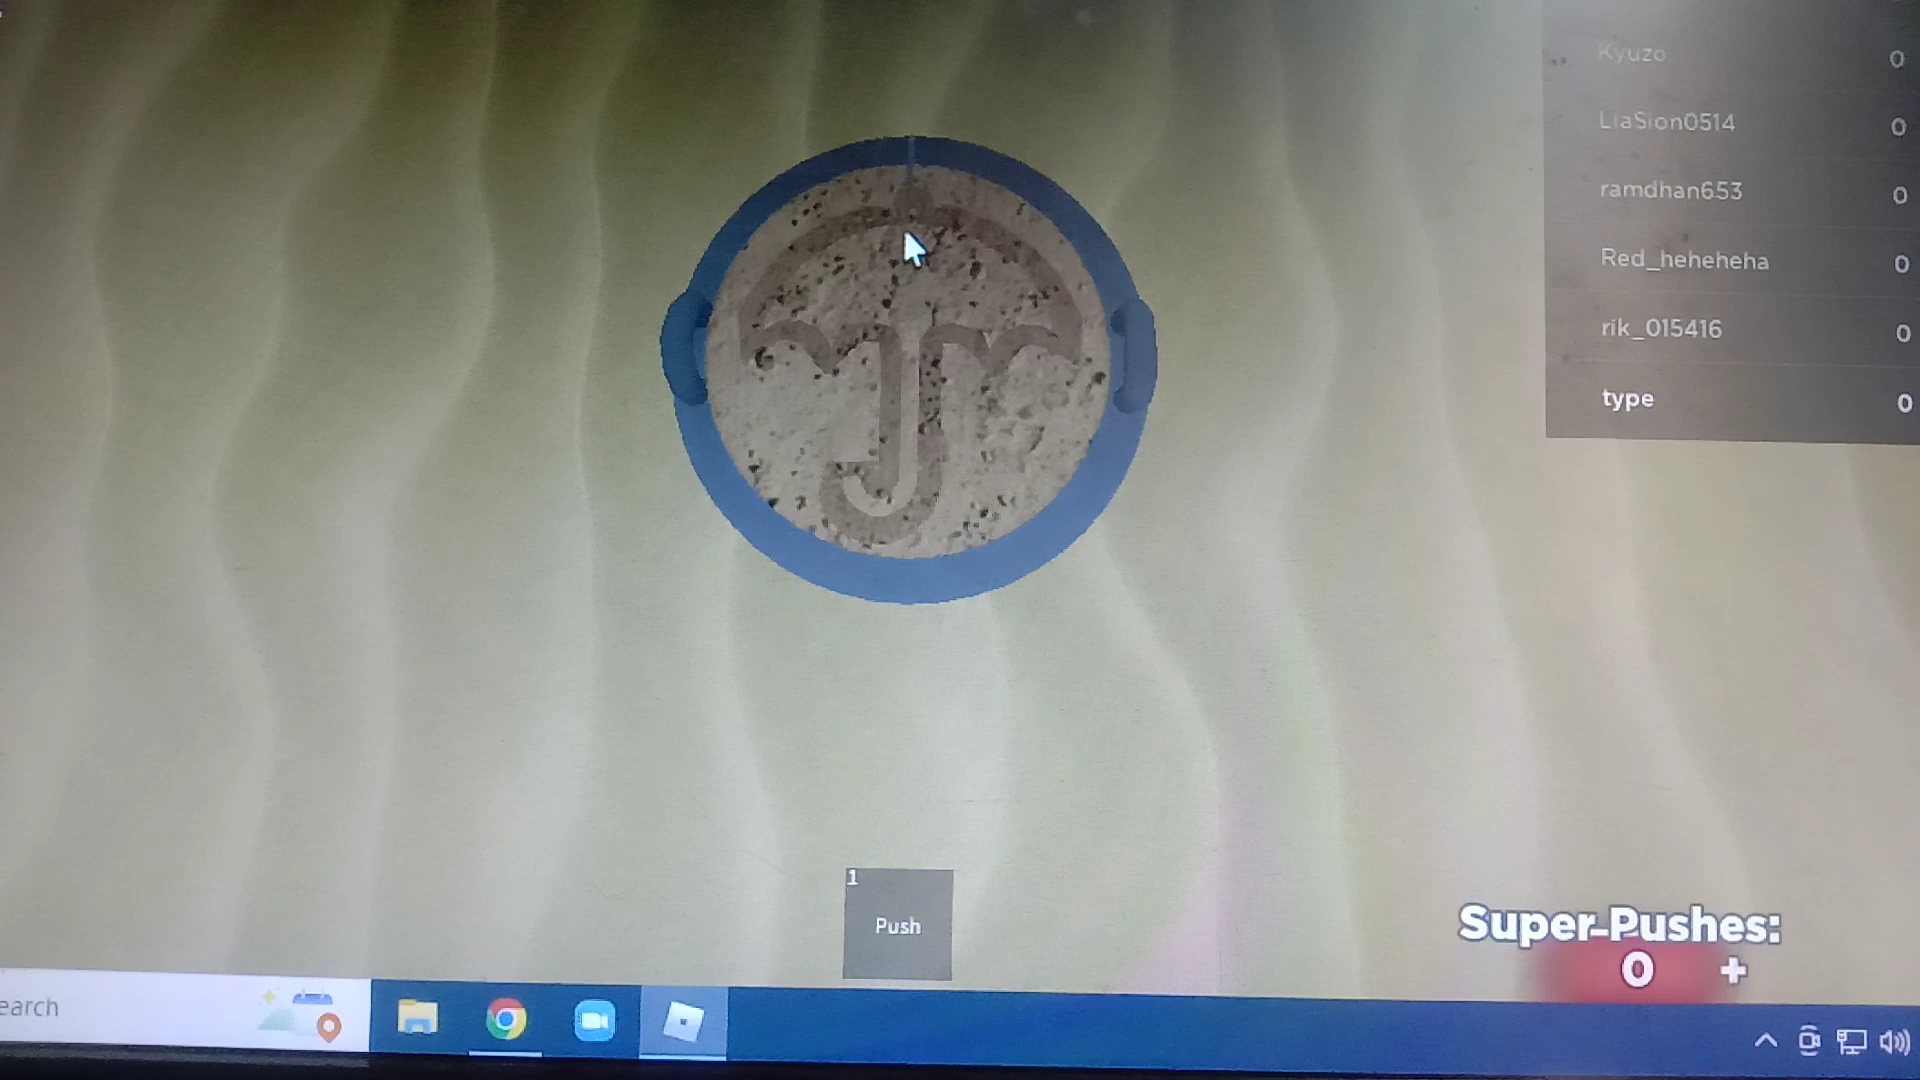 Kyuzo 0
LiaSion0514 0
ramdhan653 0
Red_heheheha 0
rik_015416 0
type 0
1
Push
Super-Pushes:
0 +
earch